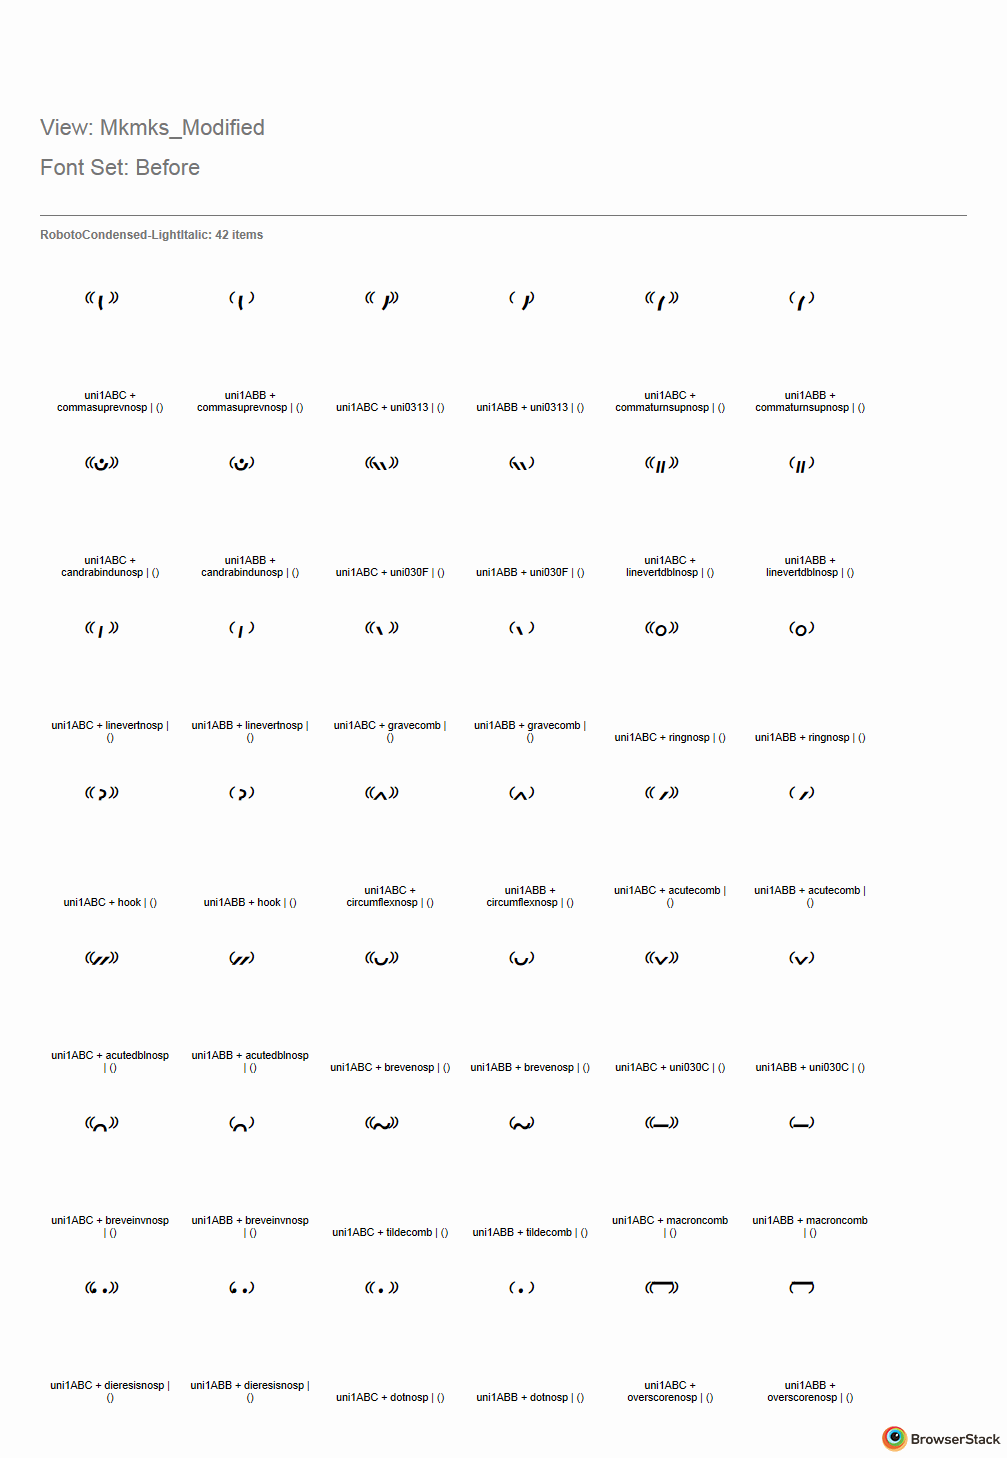 View: Mkmks_Modified
Font Set: Before
RobotoCondensed-LightItalic: 42 items
uni1ABC +
commasuprevnosp | ()
uni1ABB +
commasuprevnosp | ()
uni1ABC + uni0313 | ()
uni1ABB + uni0313 | ()
uni1ABC +
commaturnsupnosp | ()
uni1ABB +
commaturnsupnosp | ()
uni1ABC +
candrabindunosp | ()
uni1ABB +
candrabindunosp | ()
uni1ABC + uni030F | ()
uni1ABB + uni030F | ()
uni1ABC +
linevertdblnosp | ()
uni1ABB +
linevertdblnosp | ()
uni1ABC + linevertnosp |
()
uni1ABB + linevertnosp |
()
uni1ABC + gravecomb |
()
uni1ABB + gravecomb |
()
uni1ABC + ringnosp | ()
uni1ABB + ringnosp | ()
uni1ABC + hook | ()
uni1ABB + hook | ()
uni1ABC +
circumflexnosp | ()
uni1ABB +
circumflexnosp | ()
uni1ABC + acutecomb |
()
uni1ABB + acutecomb |
()
uni1ABC + acutedblnosp
| ()
uni1ABB + acutedblnosp
| ()
uni1ABC + brevenosp | ()
uni1ABB + brevenosp | ()
uni1ABC + uni030C | ()
uni1ABB + uni030C | ()
uni1ABC + breveinvnosp
| ()
uni1ABB + breveinvnosp
| ()
uni1ABC + tildecomb | ()
uni1ABB + tildecomb | ()
uni1ABC + macroncomb
| ()
uni1ABB + macroncomb
| ()
uni1ABC + dieresisnosp |
()
uni1ABB + dieresisnosp |
()
uni1ABC + dotnosp | ()
uni1ABB + dotnosp | ()
uni1ABC +
overscorenosp | ()
uni1ABB +
overscorenosp | ()
BrowserStack